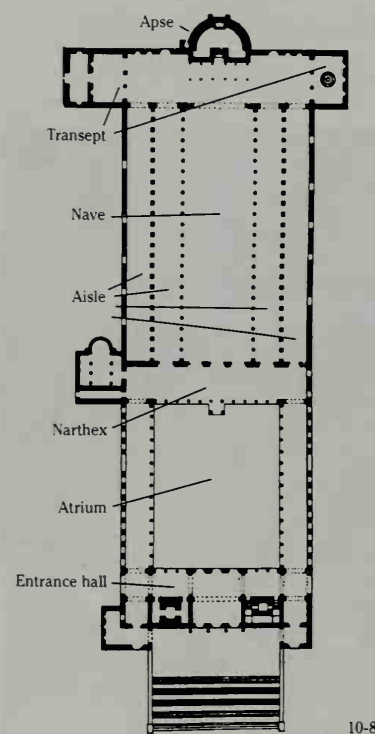 Apse
Transept
Nave
Aisle
Narthex
Atrium
Entrance hall
10-8